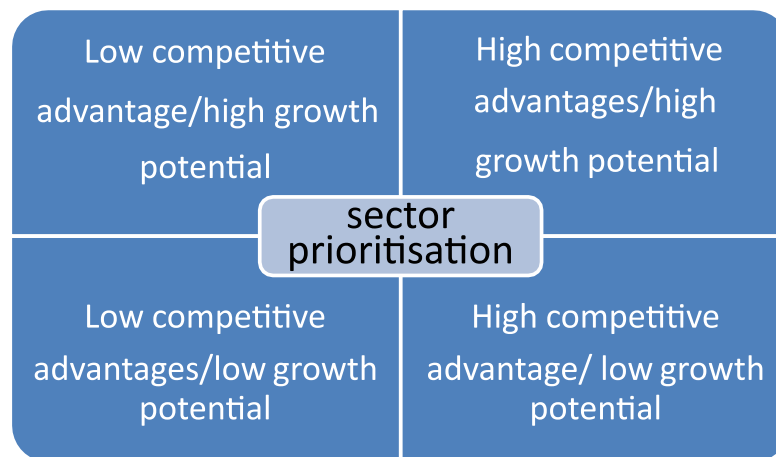 Low competitive
advantage/high growth
potential
High competitive
advantages/high
growth potential
sector
prioritisation
Low competitive
advantages/low growth
potential
High competitive
advantage/ low growth
potential